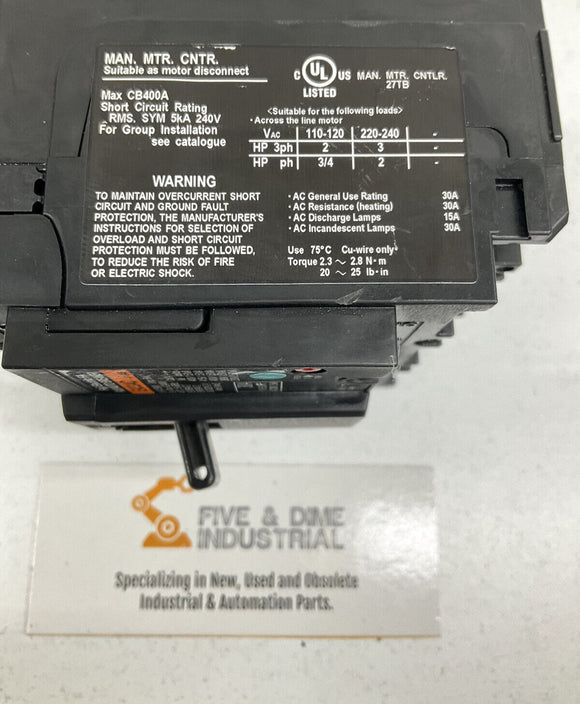 MAN. MTR. CNTR.
Suitable as motor disconnect
Max CB400A
Short Circuit Rating
RMS. SYM 5kA 240V
For Group Installation
see catalogue
C UL US
LISTED
MAN. MTR. CNTLR.
27TB
<Suitable for the following loads>
・Across the line motor
VAC 110-120 220-240 -
HP 3ph 2 3 -
HP ph 3/4 2 -
WARNING
TO MAINTAIN OVERCURRENT SHORT
CIRCUIT AND GROUND FAULT
PROTECTION, THE MANUFACTURER'S
INSTRUCTIONS FOR SELECTION OF
OVERLOAD AND SHORT CIRCUIT
PROTECTION MUST BE FOLLOWED,
TO REDUCE THE RISK OF FIRE
OR ELECTRIC SHOCK.
・AC General Use Rating 30A
・AC Resistance (heating) 30A
・AC Discharge Lamps 15A
・AC Incandescent Lamps 30A
Use 75°C Cu-wire only
Torque 2.3 ~ 2.8 N・m
20 ~ 25 lb・in
FIVE & DIME
INDUSTRIAL
Specializing in New, Used and Obsolete
Industrial & Automation Parts.